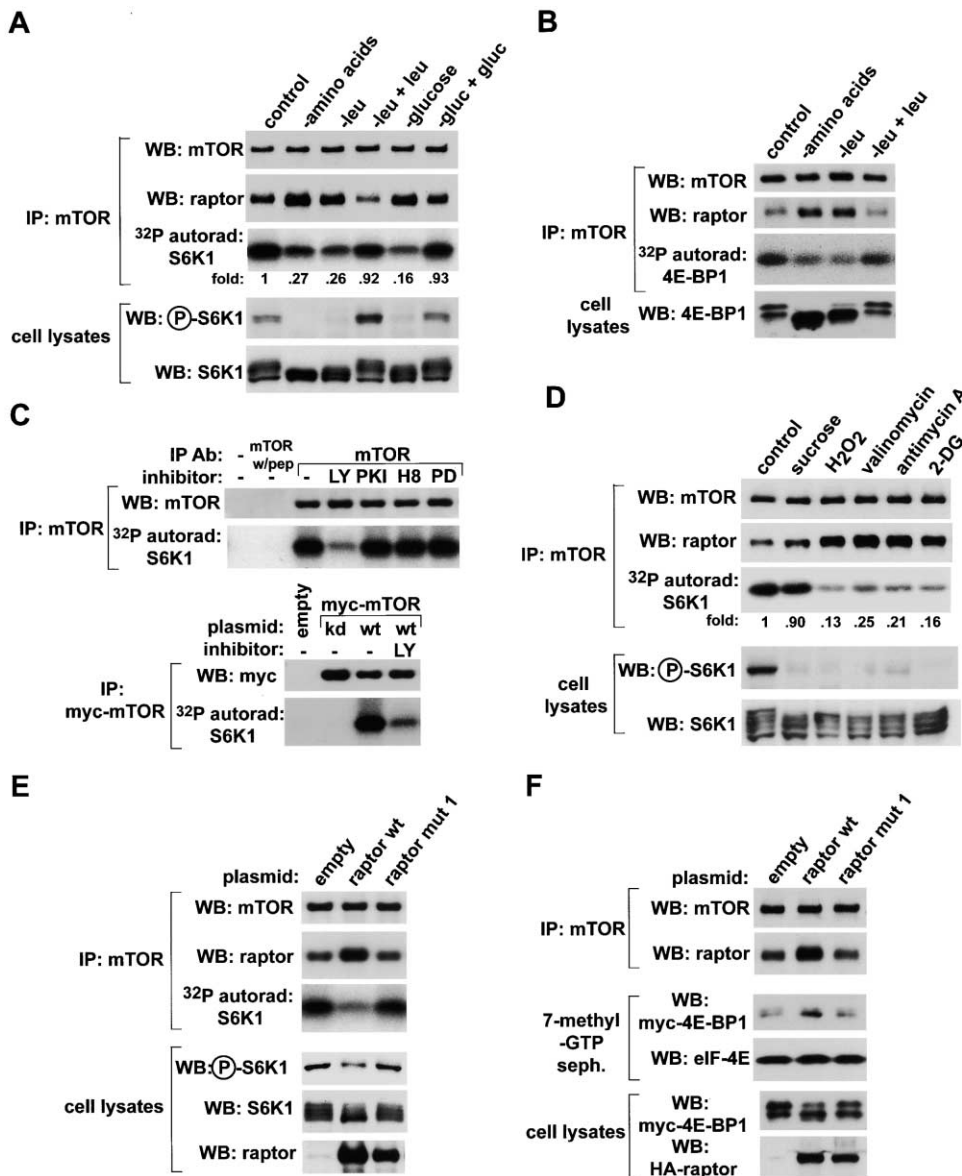 A
control
-amino acids
-leu
-leu + leu
-glucose
-gluc + gluc
IP: mTOR
WB: mTOR
WB: raptor
32P autorad:
S6K1
fold: 1 .27 .26 .92 .16 .93
cell lysates
WB: P-S6K1
WB: S6K1
B
control
-amino acids
-leu
-leu + leu
IP: mTOR
WB: mTOR
WB: raptor
32P autorad:
4E-BP1
cell
lysates
WB: 4E-BP1
C
IP Ab: - mTOR w/pep mTOR
inhibitor: - - - LY PKI H8 PD
IP: mTOR
WB: mTOR
32P autorad:
S6K1
empty
myc-mTOR
plasmid: kd wt wt
inhibitor: - - - LY
IP:
myc-mTOR
WB: myc
32P autorad:
S6K1
D
control
sucrose
H2O2
valinomycin
antimycin A
2-DG
IP: mTOR
WB: mTOR
WB: raptor
32P autorad:
S6K1
fold: 1 .90 .13 .25 .21 .16
cell
lysates
WB: P-S6K1
WB: S6K1
E
plasmid:
empty
raptor wt
raptor mut 1
IP: mTOR
WB: mTOR
WB: raptor
32P autorad:
S6K1
cell lysates
WB: P-S6K1
WB: S6K1
WB: raptor
F
plasmid:
empty
raptor wt
raptor mut 1
IP: mTOR
WB: mTOR
WB: raptor
7-methyl
-GTP
seph.
WB:
myc-4E-BP1
WB: eIF-4E
cell lysates
WB:
myc-4E-BP1
WB:
HA-raptor